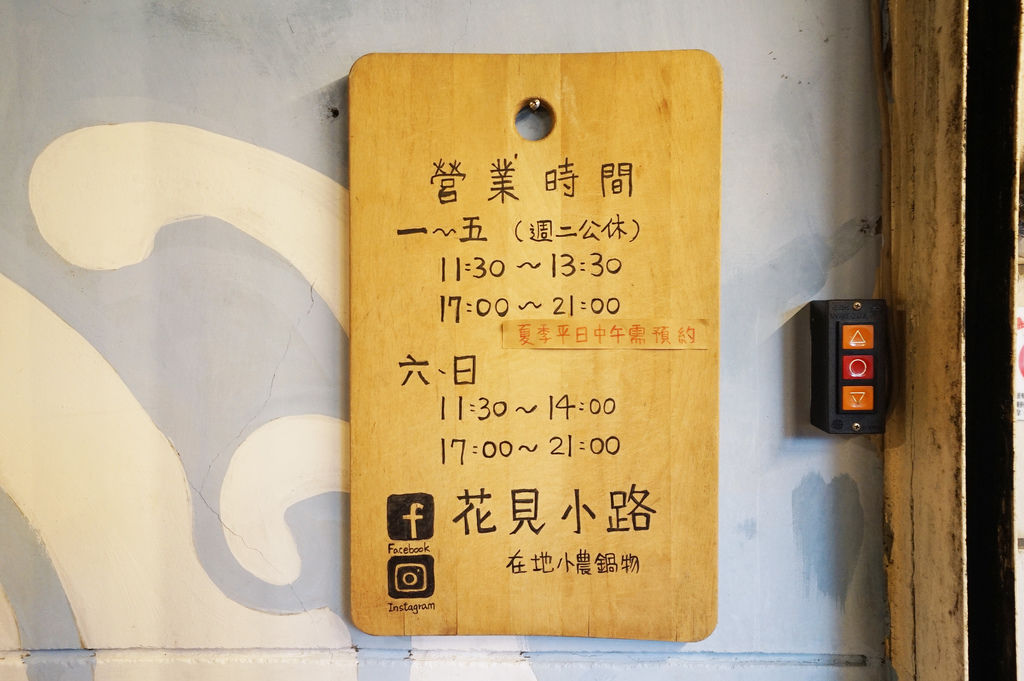 營業時間
一~五 (週二公休)
11:30 ~ 13:30
17:00 ~ 21:00
夏季平日中午需預約
六、日
11:30 ~ 14:00
17:00 ~ 21:00
花見小路
在地小農鍋物
Facebook
Instagram